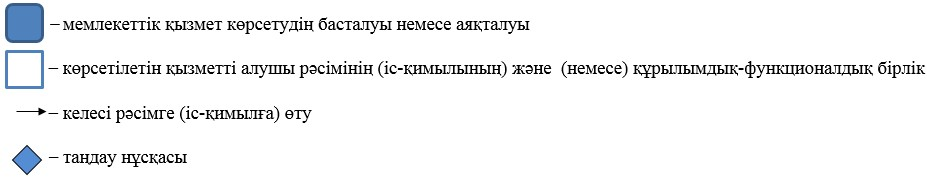 – мемлекеттік қызмет көрсетудің басталуы немесе аяқталуы
– көрсетілетін қызметті алушы рәсімінің (іс-қимылының) және (немесе) құрылымдық-функционалдық бірлік
– келесі рәсімге (іс-қимылға) өту
– таңдау нұсқасы